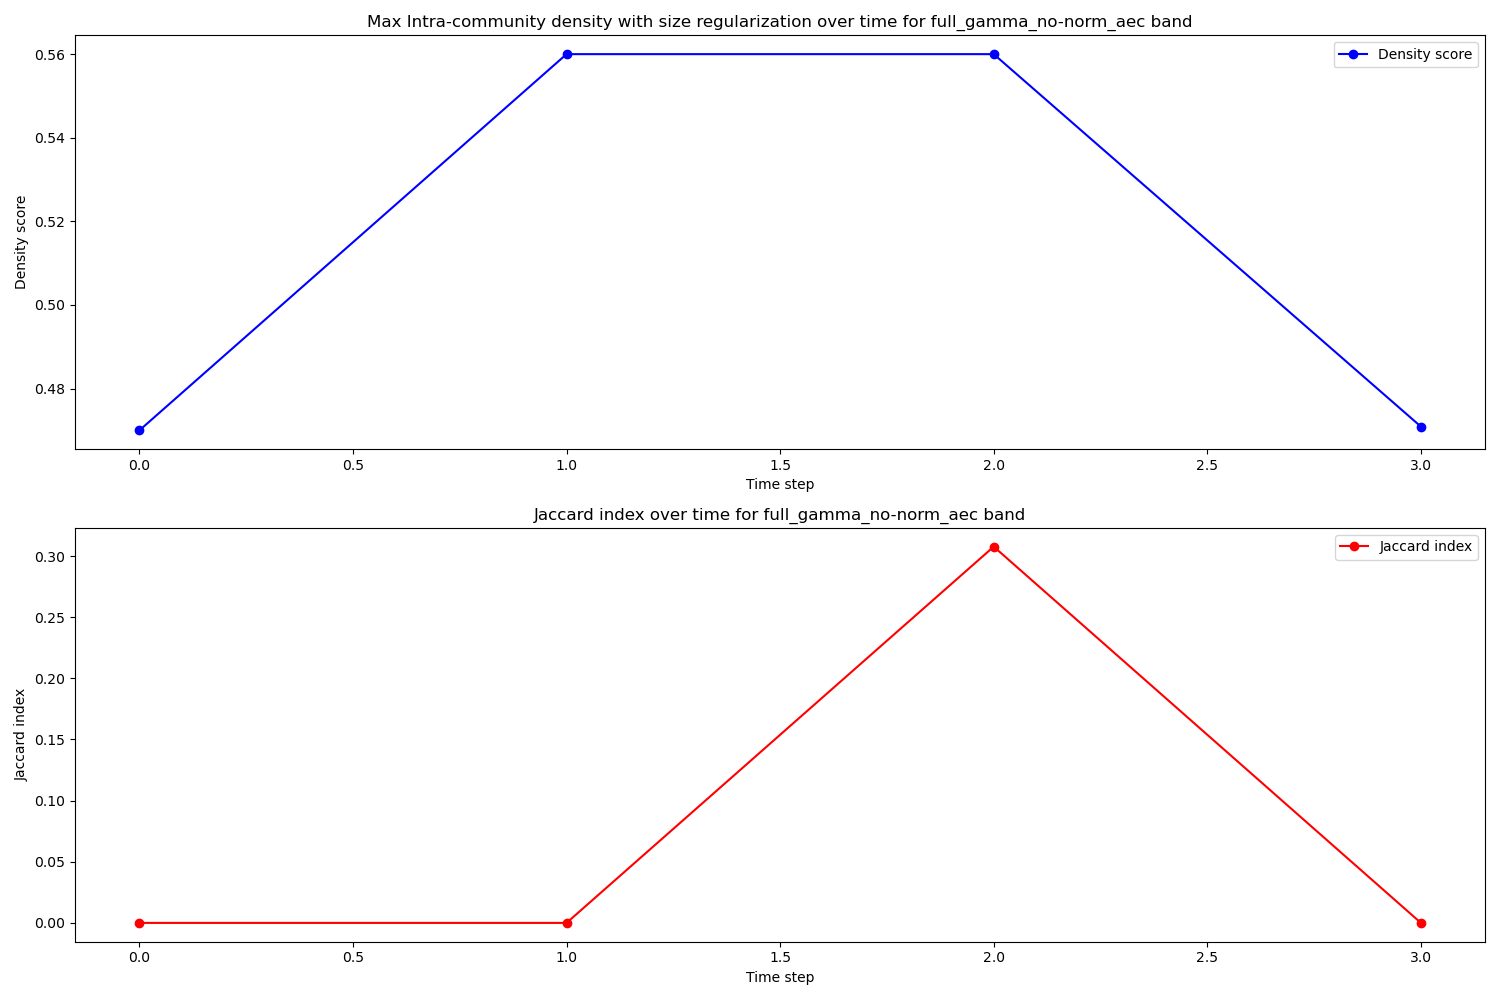 Max Intra-community density with size regularization over time for full_gamma_no-norm_aec band
Density score
0.56
0.54
0.52
0.50
0.48
Density score
0.0 0.5 1.0 1.5 2.0 2.5 3.0
Time step
Jaccard index over time for full_gamma_no-norm_aec band
Jaccard index
0.30
0.25
0.20
0.15
0.10
0.05
0.00
Jaccard index
0.0 0.5 1.0 1.5 2.0 2.5 3.0
Time step